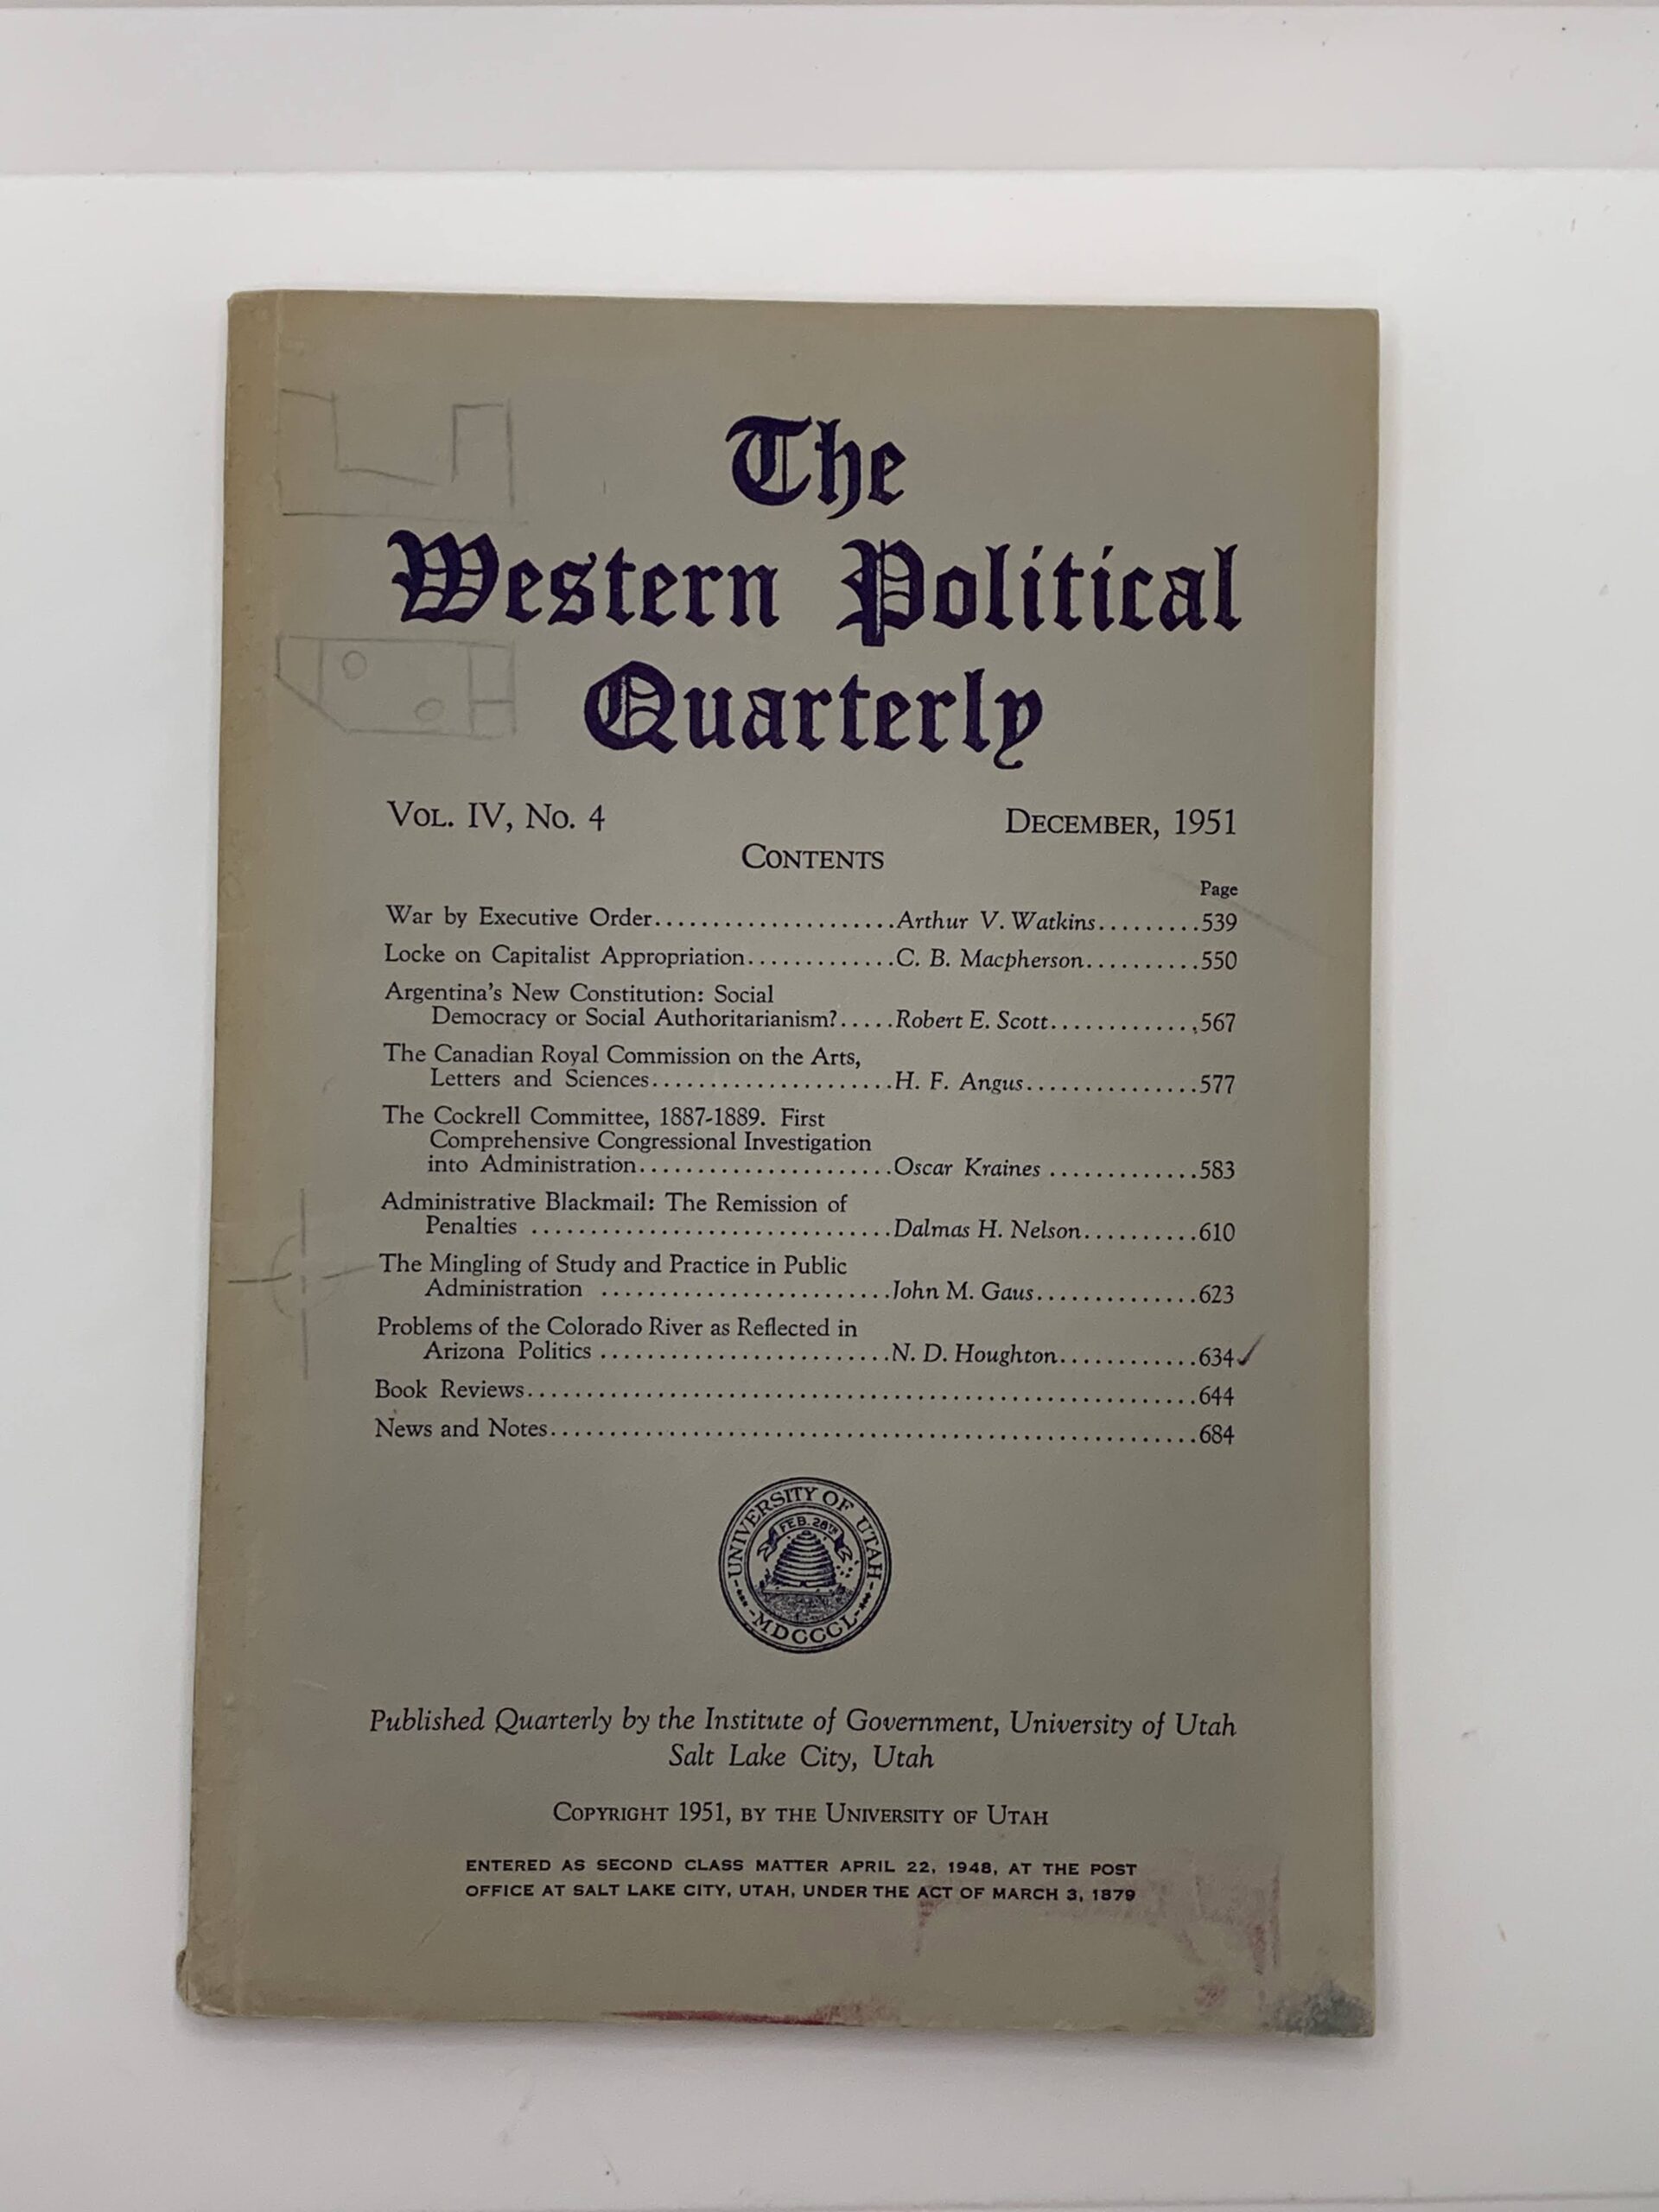 The
Western Political
Quarterly
VOL. IV, No. 4 DECEMBER, 1951
CONTENTS
Page
War by Executive Order.....................Arthur V. Watkins.........539
Locke on Capitalist Appropriation.............C. B. Macpherson..........550
Argentina's New Constitution: Social
Democracy or Social Authoritarianism?.....Robert E. Scott.............567
The Canadian Royal Commission on the Arts,
Letters and Sciences.....................H. F. Angus...............577
The Cockrell Committee, 1887-1889. First
Comprehensive Congressional Investigation
into Administration......................Oscar Kraines .............583
Administrative Blackmail: The Remission of
Penalties ...............................Dalmas H. Nelson..........610
The Mingling of Study and Practice in Public
Administration .........................John M. Gaus..............623
Problems of the Colorado River as Reflected in
Arizona Politics .........................N. D. Houghton............634✓
Book Reviews..........................................................644
News and Notes........................................................684
UNIVERSITY OF UTAH
FEB. 28TH
MDCCCL
Published Quarterly by the Institute of Government, University of Utah
Salt Lake City, Utah
COPYRIGHT 1951, BY THE UNIVERSITY OF UTAH
ENTERED AS SECOND CLASS MATTER APRIL 22, 1948, AT THE POST
OFFICE AT SALT LAKE CITY, UTAH, UNDER THE ACT OF MARCH 3, 1879